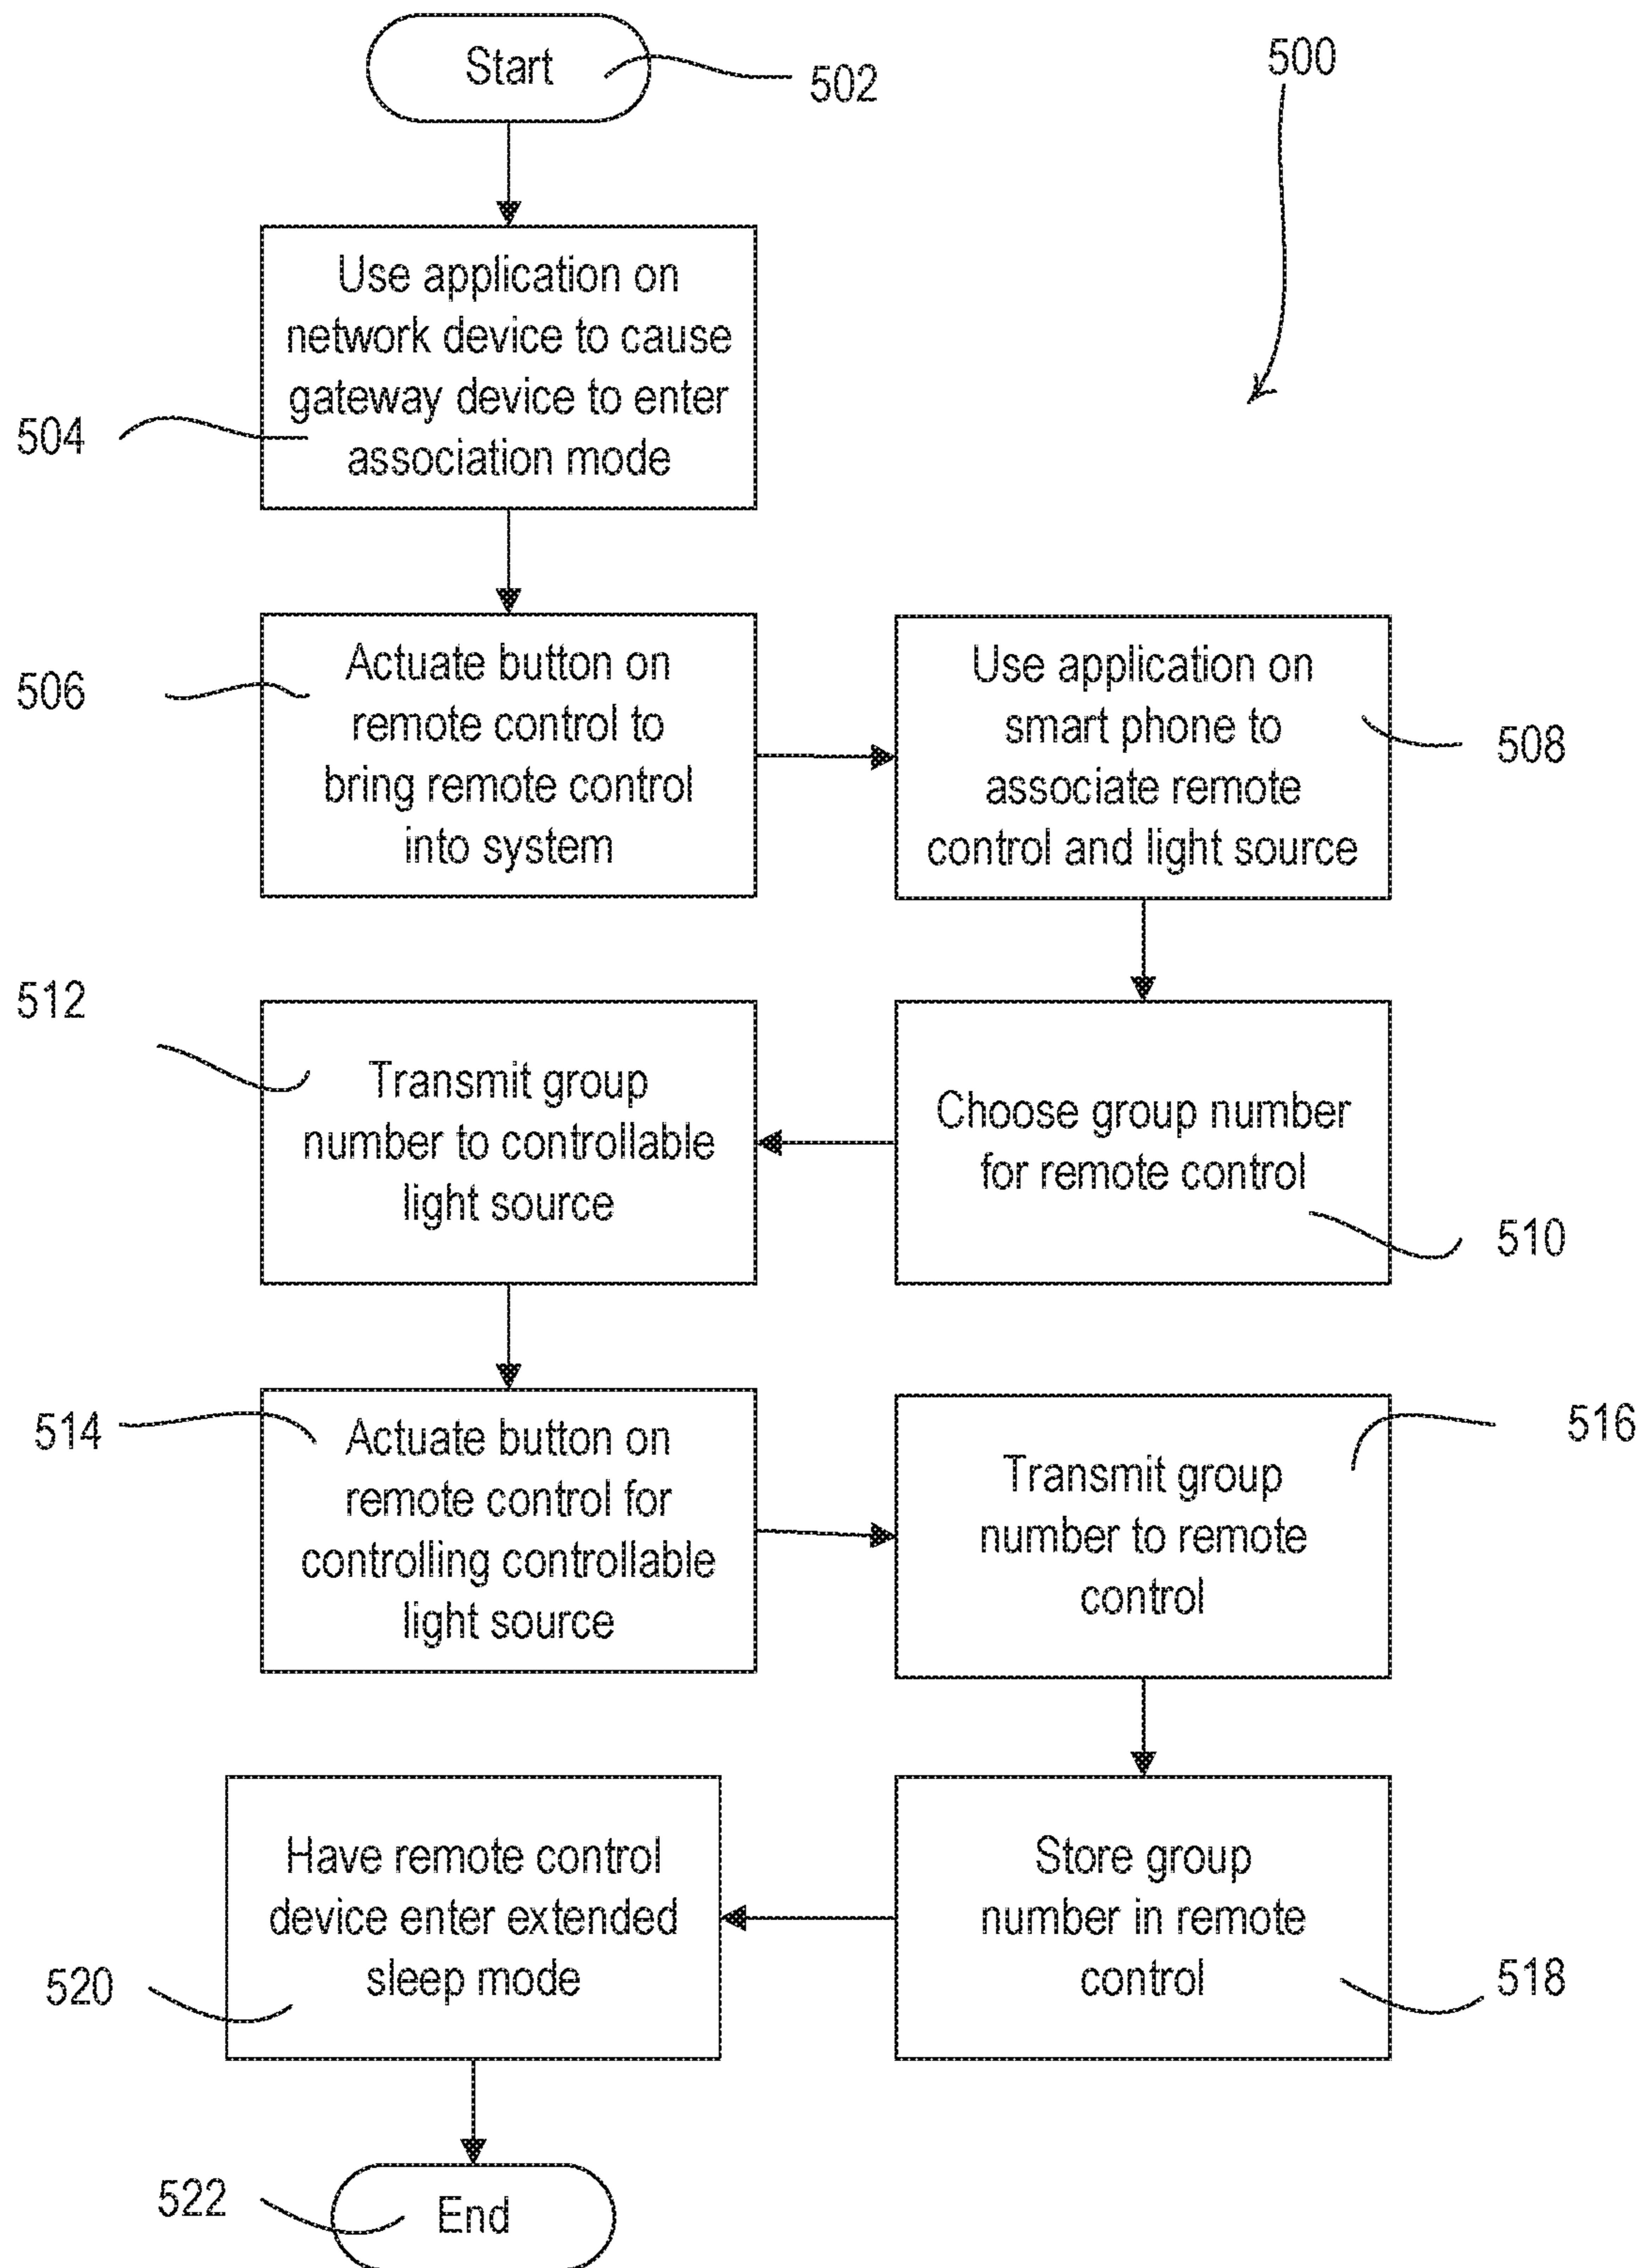 Start
502
500
Use application on
network device to cause
gateway device to enter
association mode
504
Actuate button on
remote control to
bring remote control
into system
506
Use application on
smart phone to
associate remote
control and light source
508
512
Transmit group
number to controllable
light source
Choose group number
for remote control
510
514
Actuate button on
remote control for
controlling controllable
light source
516
Transmit group
number to remote
control
Have remote control
device enter extended
sleep mode
520
Store group
number in remote
control
518
522
End